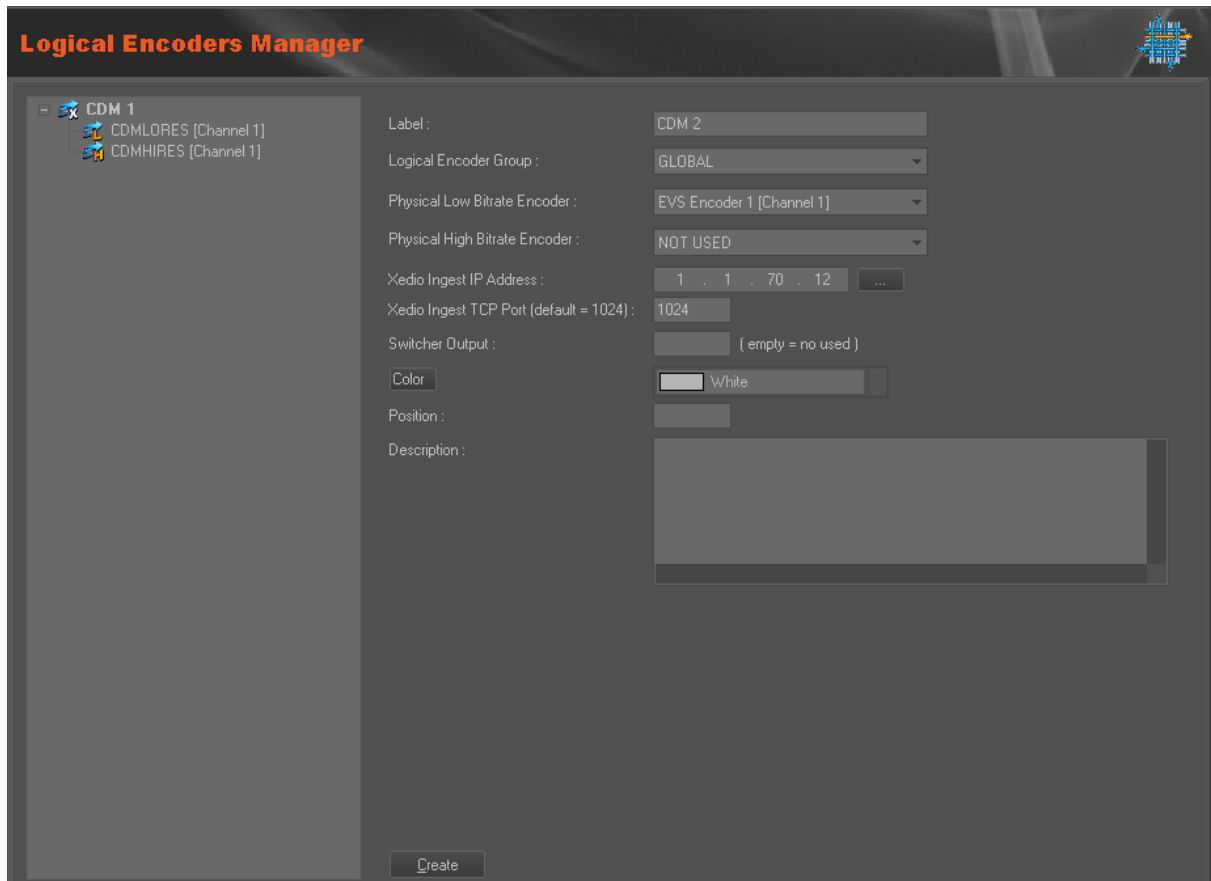 Logical Encoders Manager
CDM 1
CDMLORES [Channel 1]
CDMHIRES [Channel 1]
Label : CDM 2
Logical Encoder Group : GLOBAL
Physical Low Bitrate Encoder : EVS Encoder 1 [Channel 1]
Physical High Bitrate Encoder : NOT USED
Xedio Ingest IP Address : 1 . 1 . 70 . 12 ...
Xedio Ingest TCP Port (default = 1024) : 1024
Switcher Output : ( empty = no used )
Color White
Position :
Description :
Create